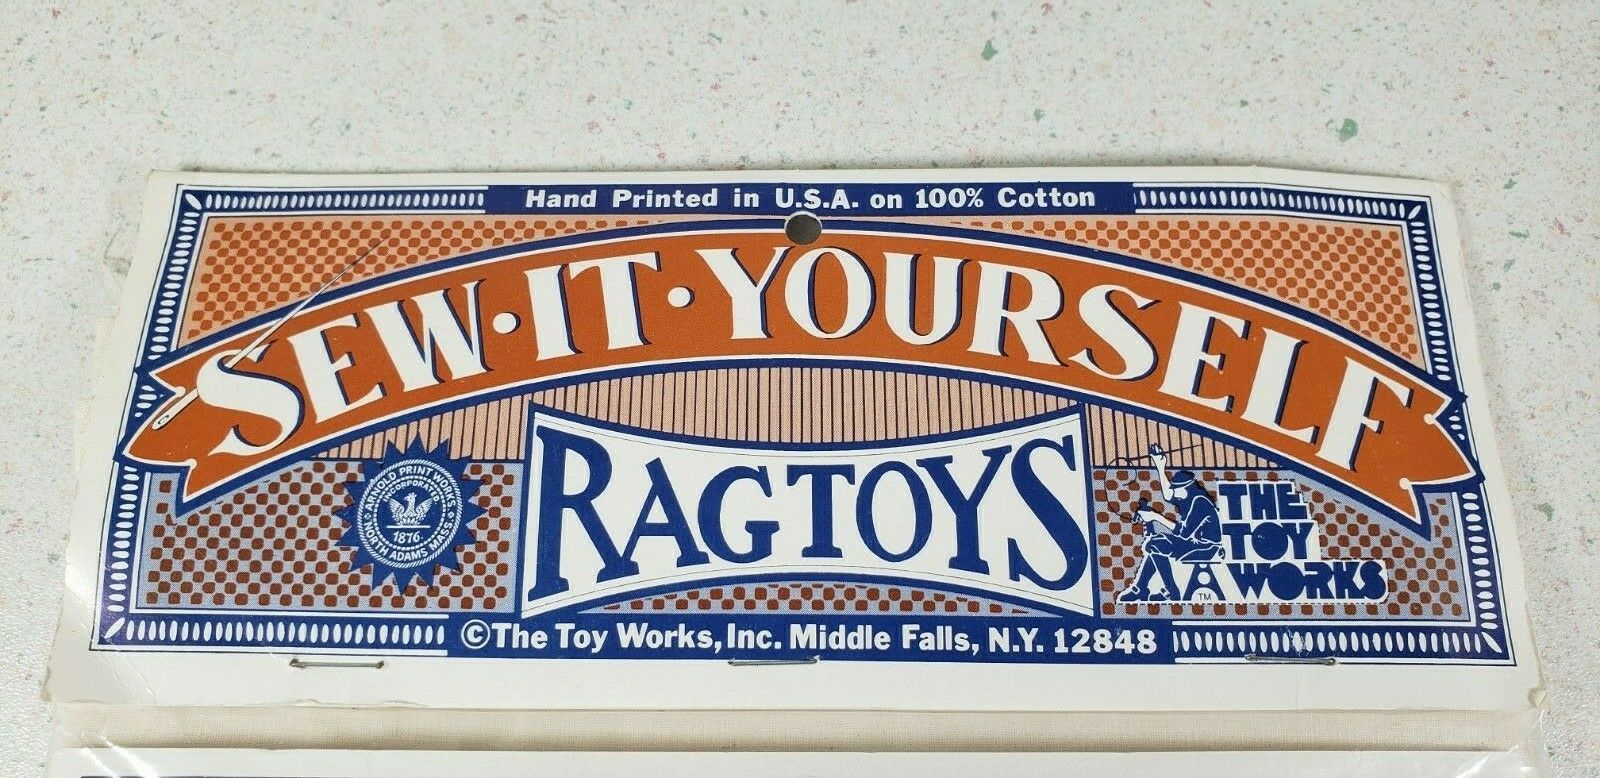 Hand Printed in U.S.A. on 100% Cotton
SEW·IT·YOURSELF
RAGTOYS
ARNOLD PRINT WORKS
INCORPORATED
1876
NORTH ADAMS MASS.
THE
TOY
WORKS
TM
©The Toy Works, Inc. Middle Falls, N.Y. 12848